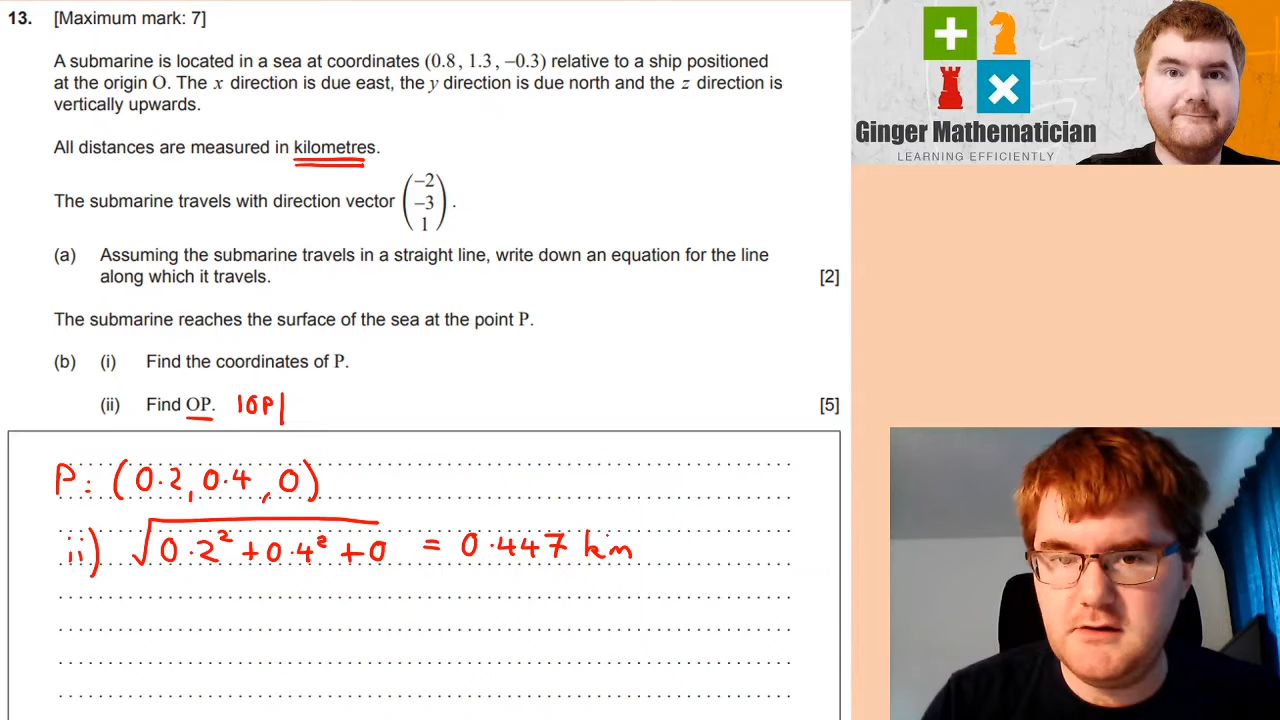 13. [Maximum mark: 7]
A submarine is located in a sea at coordinates (0.8, 1.3, −0.3) relative to a ship positioned
at the origin O. The x direction is due east, the y direction is due north and the z direction is
vertically upwards.
All distances are measured in kilometres.
The submarine travels with direction vector (−2 −3 1).
(a) Assuming the submarine travels in a straight line, write down an equation for the line
along which it travels. [2]
The submarine reaches the surface of the sea at the point P.
(b) (i) Find the coordinates of P.
(ii) Find OP. |OP| [5]
P: (0.2, 0.4, 0)
ii) √0.2² + 0.4² + 0 = 0.447 km
Ginger Mathematician
LEARNING EFFICIENTLY